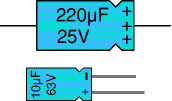 220µF +
25V +
+
10µF
63V
-
+